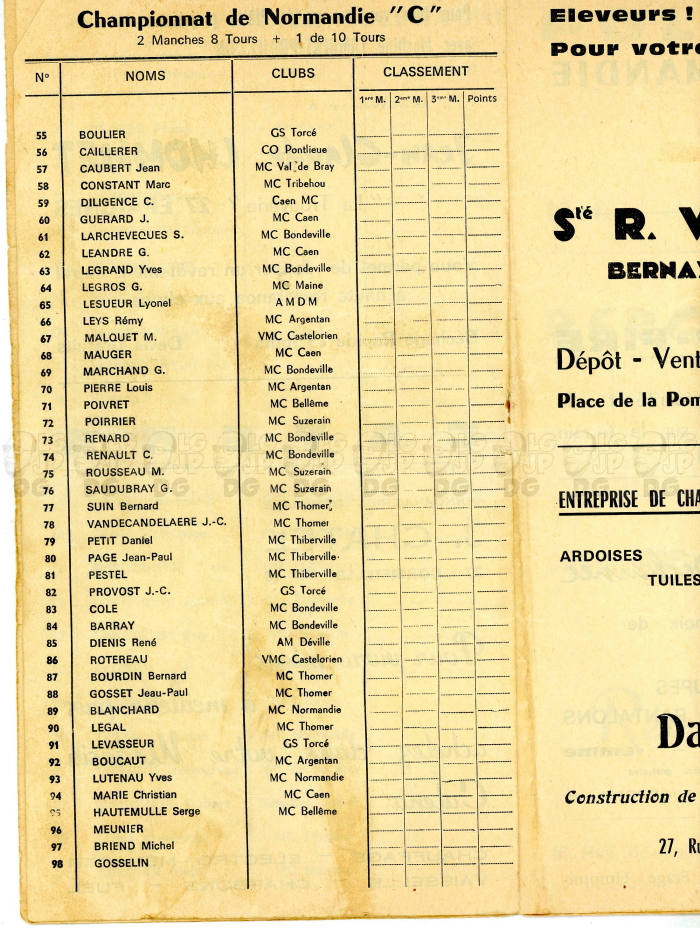 Championnat de Normandie "C"
2 Manches 8 Tours + 1 de 10 Tours
N° NOMS CLUBS CLASSEMENT
1ère M. 2ème M. 3ème M. Points
55 BOULIER GS Torcé
56 CAILLERER CO Pontlieue
57 CAUBERT Jean MC Val de Bray
58 CONSTANT Marc MC Tribehou
59 DILIGENCE C. Caen MC
60 GUERARD J. MC Caen
61 LARCHEVECUES S. MC Bondeville
62 LEANDRE G. MC Caen
63 LEGRAND Yves MC Bondeville
64 LEGROS G. MC Maine
65 LESUEUR Lyonel A M D M
66 LEYS Rémy MC Argentan
67 MALQUET M. VMC Castelorien
68 MAUGER MC Caen
69 MARCHAND G. MC Bondeville
70 PIERRE Louis MC Argentan
71 POIVRET MC Bellême
72 POIRRIER MC Suzerain
73 RENARD MC Bondeville
74 RENAULT C. MC Bondeville
75 ROUSSEAU M. MC Suzerain
76 SAUDUBRAY G. MC Suzerain
77 SUIN Bernard MC Thomer
78 VANDECANDELAERE J.-C. MC Thomer
79 PETIT Daniel MC Thiberville
80 PAGE Jean-Paul MC Thiberville
81 PESTEL MC Thiberville
82 PROVOST J.-C. GS Torcé
83 COLE MC Bondeville
84 BARRAY MC Bondeville
85 DIENIS René AM Déville
86 ROTEREAU VMC Castelorien
87 BOURDIN Bernard MC Thomer
88 GOSSET Jeau-Paul MC Thomer
89 BLANCHARD MC Normandie
90 LEGAL MC Thomer
91 LEVASSEUR GS Torcé
92 BOUCAUT MC Argentan
93 LUTENAU Yves MC Normandie
94 MARIE Christian MC Caen
95 HAUTEMULLE Serge MC Bellême
96 MEUNIER
97 BRIEND Michel
98 GOSSELIN
Eleveurs !
Pour votre
Sté R. V
BERNAY
Dépôt - Vent
Place de la Pom
ENTREPRISE DE CHA
ARDOISES
TUILES
Da
Construction de
27, Ru